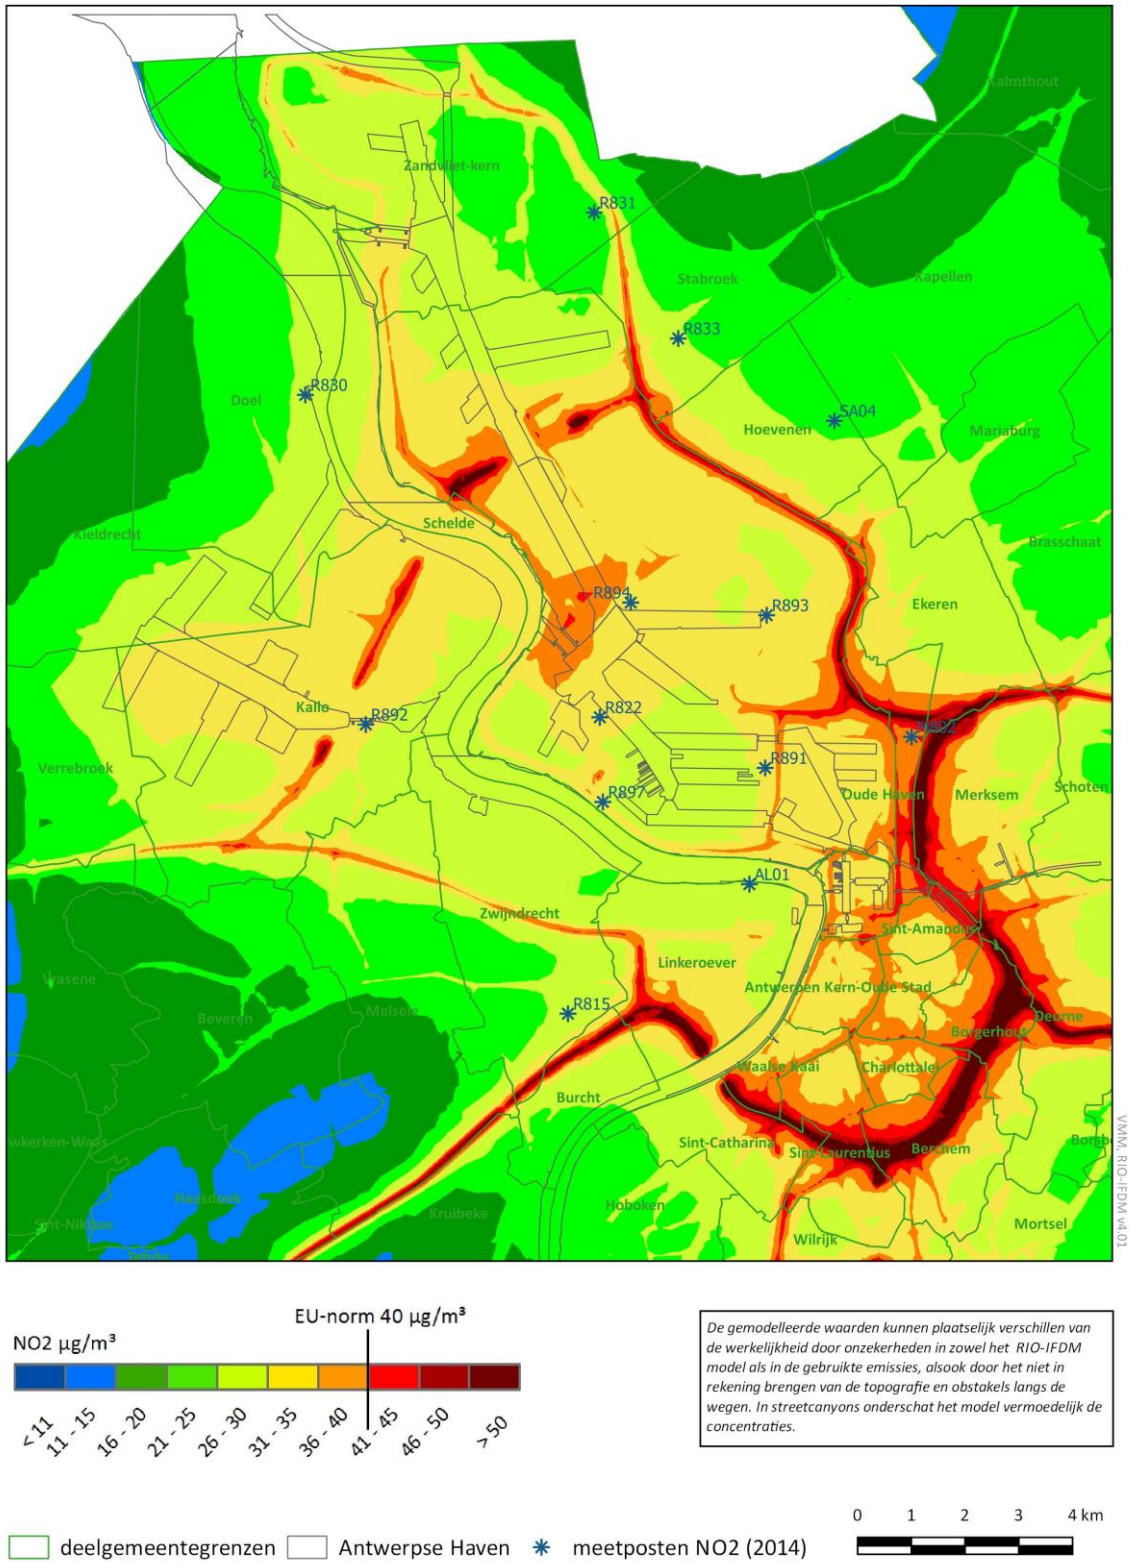 Kalmthout
Zandvliet-kern
R831
Stabroek
Kapellen
R833
R830
Doel
SA04
Hoevenen
Mariaburg
Schelde
Kieldrecht
Brasschaat
R894
R893
Ekeren
Kallo
R892
R822
Verrebroek
R891
Schoten
R897
Oude Haven
Merksem
AL01
Zwijndrecht
Sint-Amandus
Linkeroever
Vrasene
Antwerpen Kern-Oude Stad
R815
Beveren
Melsele
Deurne
Borgerhout
Waalse Kaai
Charlottalei
Burcht
wkerken-Waas
Sint-Catharina
Sint-Laurentius
Berchem
Borsbe
Haasdonk
Hoboken
Kruibeke
Sint-Niklaas
Mortsel
Wilrijk
VMM, RIO-IFDM v4.01
EU-norm 40 µg/m³
NO2 µg/m³
< 11
11 - 15
16 - 20
21 - 25
26 - 30
31 - 35
36 - 40
41 - 45
46 - 50
> 50
De gemodelleerde waarden kunnen plaatselijk verschillen van
de werkelijkheid door onzekerheden in zowel het RIO-IFDM
model als in de gebruikte emissies, alsook door het niet in
rekening brengen van de topografie en obstakels langs de
wegen. In streetcanyons onderschat het model vermoedelijk de
concentraties.
0 1 2 3 4 km
deelgemeentegrenzen
Antwerpse Haven
meetposten NO2 (2014)